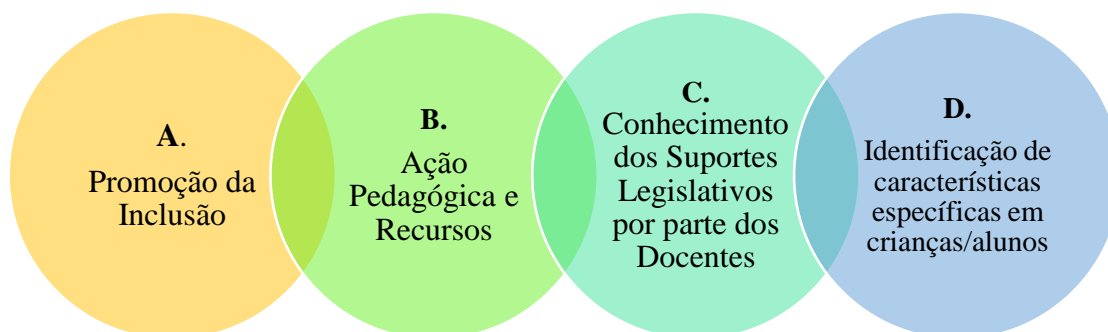 A.
Promoção da
Inclusão
B.
Ação
Pedagógica e
Recursos
C.
Conhecimento
dos Suportes
Legislativos
por parte dos
Docentes
D.
Identificação de
características
específicas em
crianças/alunos